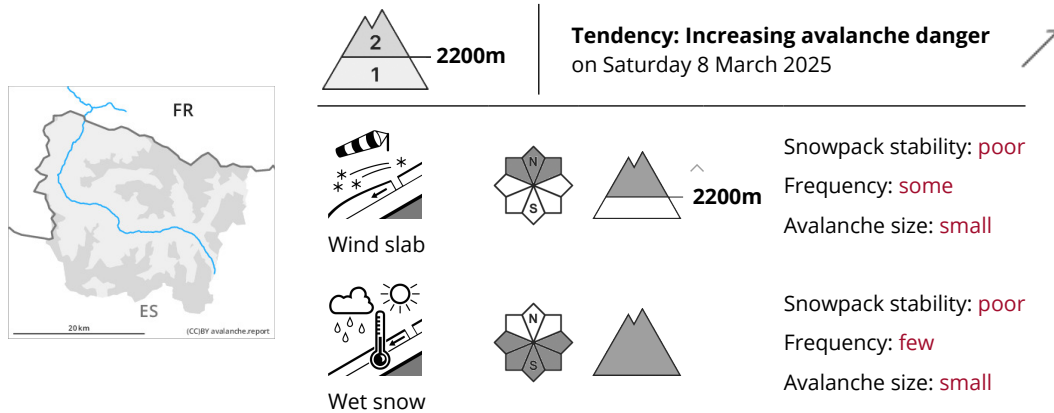 2
1
2200m
Tendency: Increasing avalanche danger
on Saturday 8 March 2025
FR
ES
20 km
(CC)BY avalanche.report
Wind slab
N
S
2200m
Snowpack stability: poor
Frequency: some
Avalanche size: small
Wet snow
N
S
Snowpack stability: poor
Frequency: few
Avalanche size: small